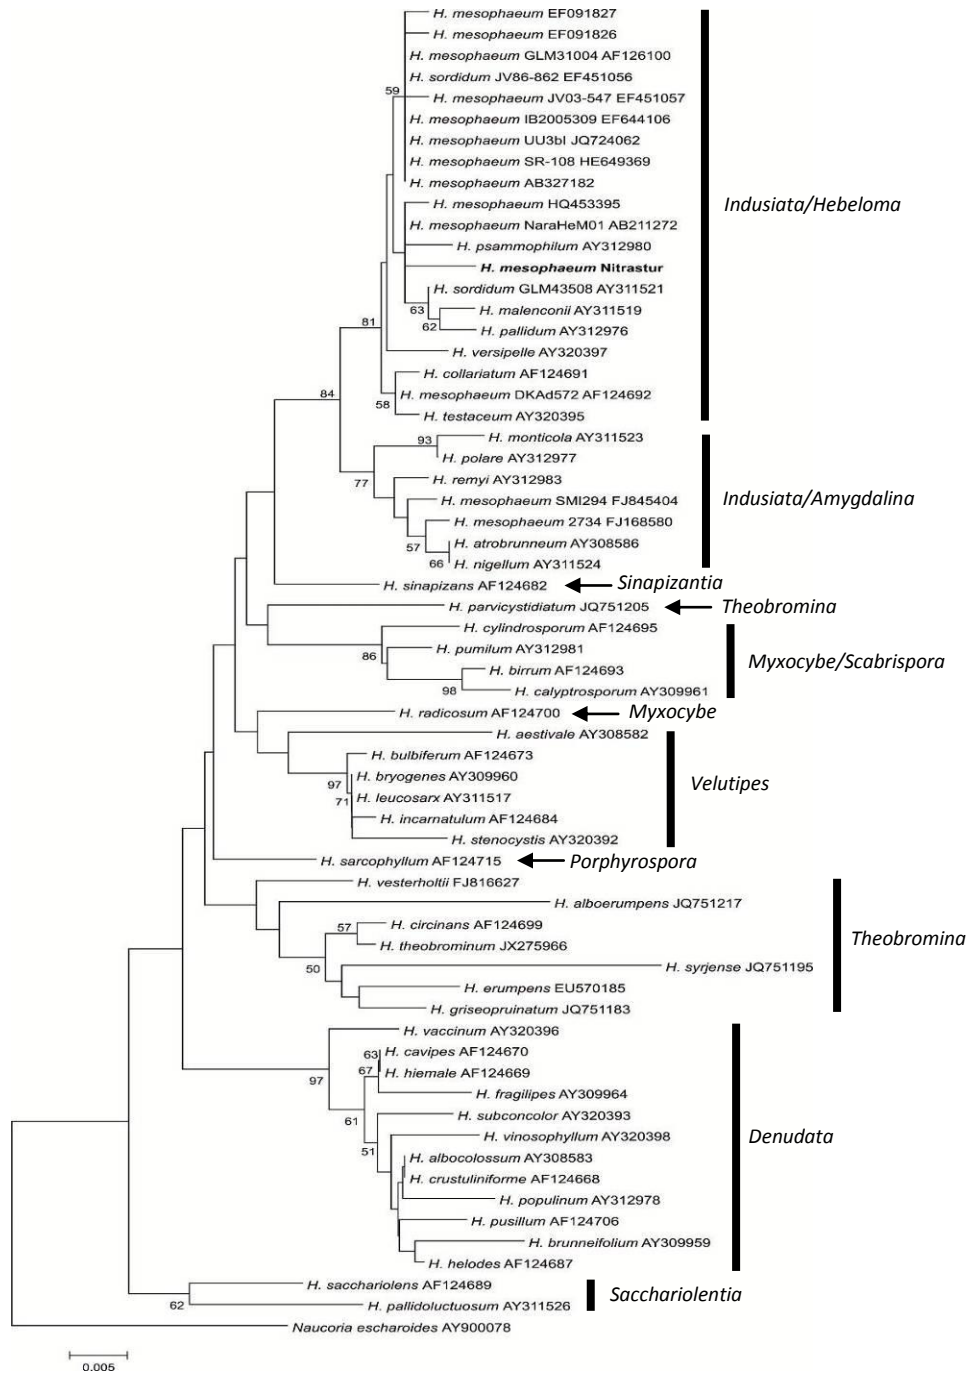 H. mesophaeum EF091827
H. mesophaeum EF091826
H. mesophaeum GLM31004 AF126100
H. sordidum JV86-862 EF451056
59
H. mesophaeum JV03-547 EF451057
H. mesophaeum IB2005309 EF644106
H. mesophaeum UU3bI JQ724062
H. mesophaeum SR-108 HE649369
H. mesophaeum AB327182
H. mesophaeum HQ453395
Indusiata/Hebeloma
H. mesophaeum NaraHeM01 AB211272
H. psammophilum AY312980
H. mesophaeum Nitrastur
H. sordidum GLM43508 AY311521
63
H. malenconii AY311519
81
62
H. pallidum AY312976
H. versipelle AY320397
H. collariatum AF124691
84
H. mesophaeum DKAd572 AF124692
58
H. testaceum AY320395
93
H. monticola AY311523
H. polare AY312977
77
H. remyi AY312983
H. mesophaeum SMI294 FJ845404
Indusiata/Amygdalina
H. mesophaeum 2734 FJ168580
57
H. atrobrunneum AY308586
66
H. nigellum AY311524
H. sinapizans AF124682
Sinapizantia
H. parvicystidiatum JQ751205
Theobromina
H. cylindrosporum AF124695
86
H. pumilum AY312981
Myxocybe/Scabrispora
H. birrum AF124693
98
H. calyptrosporum AY309961
H. radicosum AF124700
Myxocybe
H. aestivale AY308582
H. bulbiferum AF124673
97
H. bryogenes AY309960
Velutipes
71
H. leucosarx AY311517
H. incarnatulum AF124684
H. stenocystis AY320392
H. sarcophyllum AF124715
Porphyrospora
H. vesterholtii FJ816627
H. alboerumpens JQ751217
57
H. circinans AF124699
Theobromina
H. theobrominum JX275966
50
H. syrjense JQ751195
H. erumpens EU570185
H. griseopruinatum JQ751183
H. vaccinum AY320396
63
H. cavipes AF124670
97
67
H. hiemale AF124669
H. fragilipes AY309964
61
H. subconcolor AY320393
H. vinosophyllum AY320398
Denudata
51
H. albocolossum AY308583
H. crustuliniforme AF124668
H. populinum AY312978
H. pusillum AF124706
H. brunneifolium AY309959
H. helodes AF124687
H. sacchariolens AF124689
Sacchariolentia
62
H. pallidoluctuosum AY311526
Naucoria escharoides AY900078
0.005